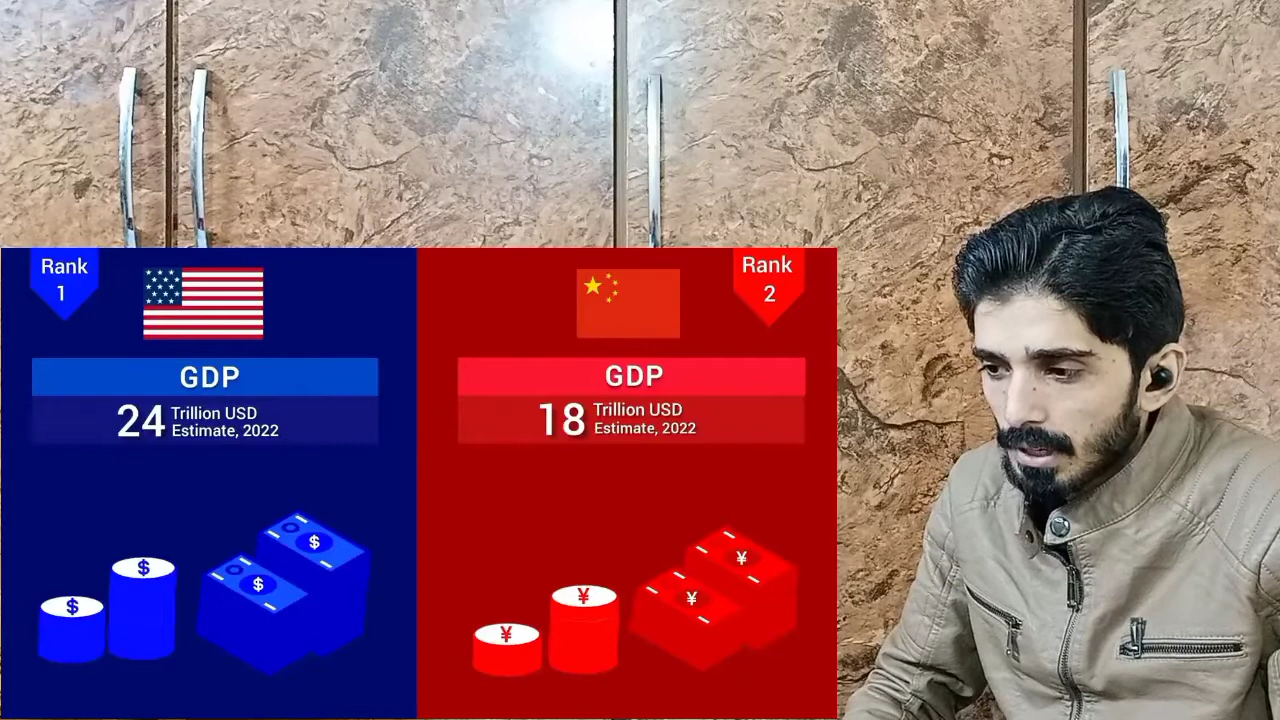 Rank
1
GDP
24 Trillion USD
Estimate, 2022
$
$
$
$
Rank
2
GDP
18 Trillion USD
Estimate, 2022
¥
¥
¥
¥